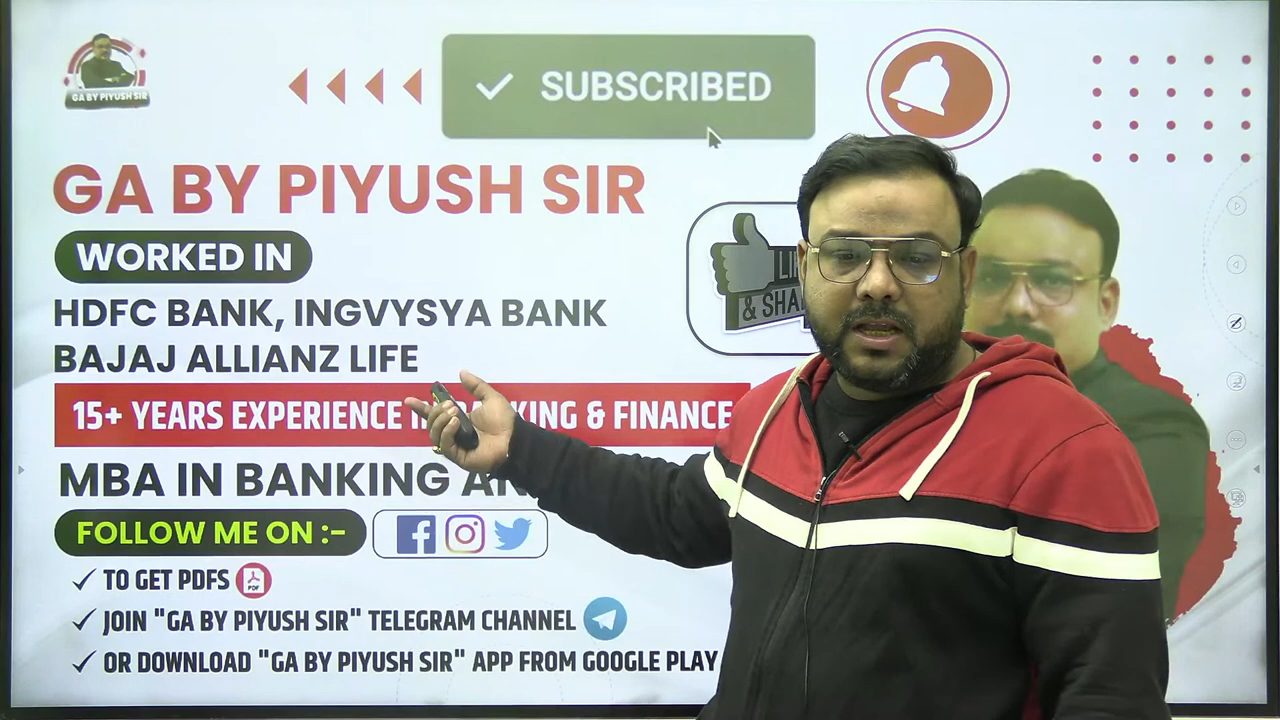 GA BY PIYUSH SIR
SUBSCRIBED
GA BY PIYUSH SIR
WORKED IN
HDFC BANK, INGVYSYA BANK
BAJAJ ALLIANZ LIFE
& 
15+ YEARS EXPERIENCE & FINANCE
MBA IN BANKING
FOLLOW ME ON :-
TO GET PDFS PDF
JOIN "GA BY PIYUSH SIR" TELEGRAM CHANNEL
OR DOWNLOAD "GA BY PIYUSH SIR" APP FROM GOOGLE PLAY